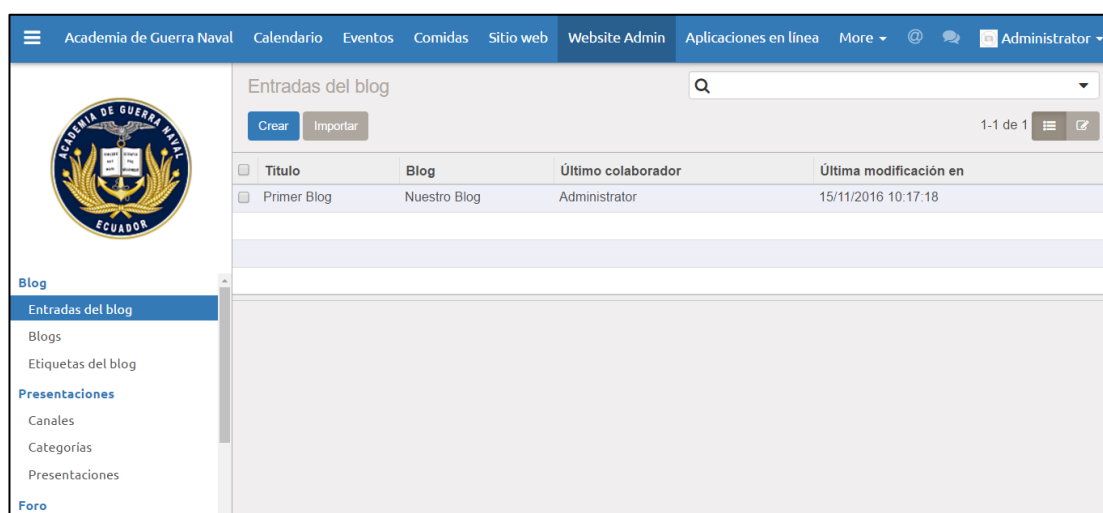 Academia de Guerra Naval Calendario Eventos Comidas Sitio web Website Admin Aplicaciones en línea More @ Administrator
ACADEMIA DE GUERRA NAVAL
ECUADOR
Entradas del blog
Crear Importar 1-1 de 1
Título Blog Último colaborador Última modificación en
Primer Blog Nuestro Blog Administrator 15/11/2016 10:17:18
Blog
Entradas del blog
Blogs
Etiquetas del blog
Presentaciones
Canales
Categorías
Presentaciones
Foro